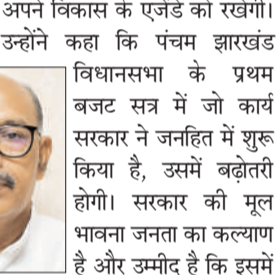 अपने विकास के एजेंडे को रखेगी।
उन्होंने कहा कि पंचम झारखंड
विधानसभा के प्रथम
बजट सत्र में जो कार्य
सरकार ने जनहित में शुरू
किया है, उसमें बढ़ोतरी
होगी। सरकार की मूल
भावना जनता का कल्याण
है और उम्मीद है कि इसमें